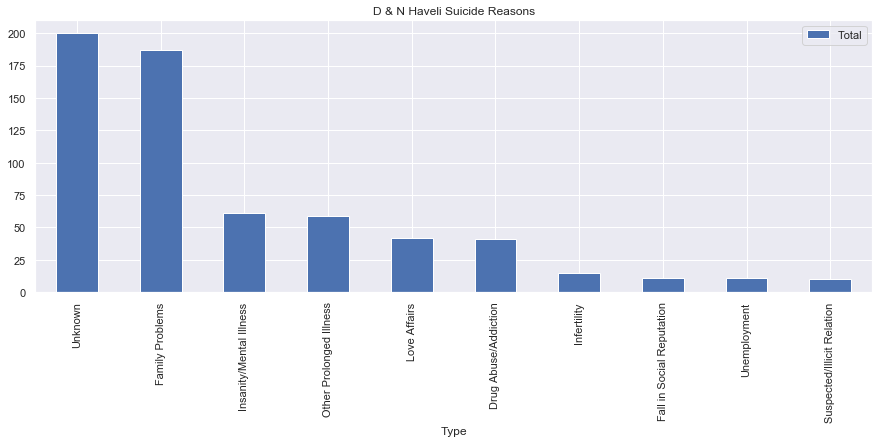 D & N Haveli Suicide Reasons
Total
200
175
150
125
100
75
50
25
0
Unknown
Family Problems
Insanity/Mental Illness
Other Prolonged Illness
Love Affairs
Drug Abuse/Addiction
Infertility
Fall in Social Reputation
Unemployment
Suspected/Illicit Relation
Type